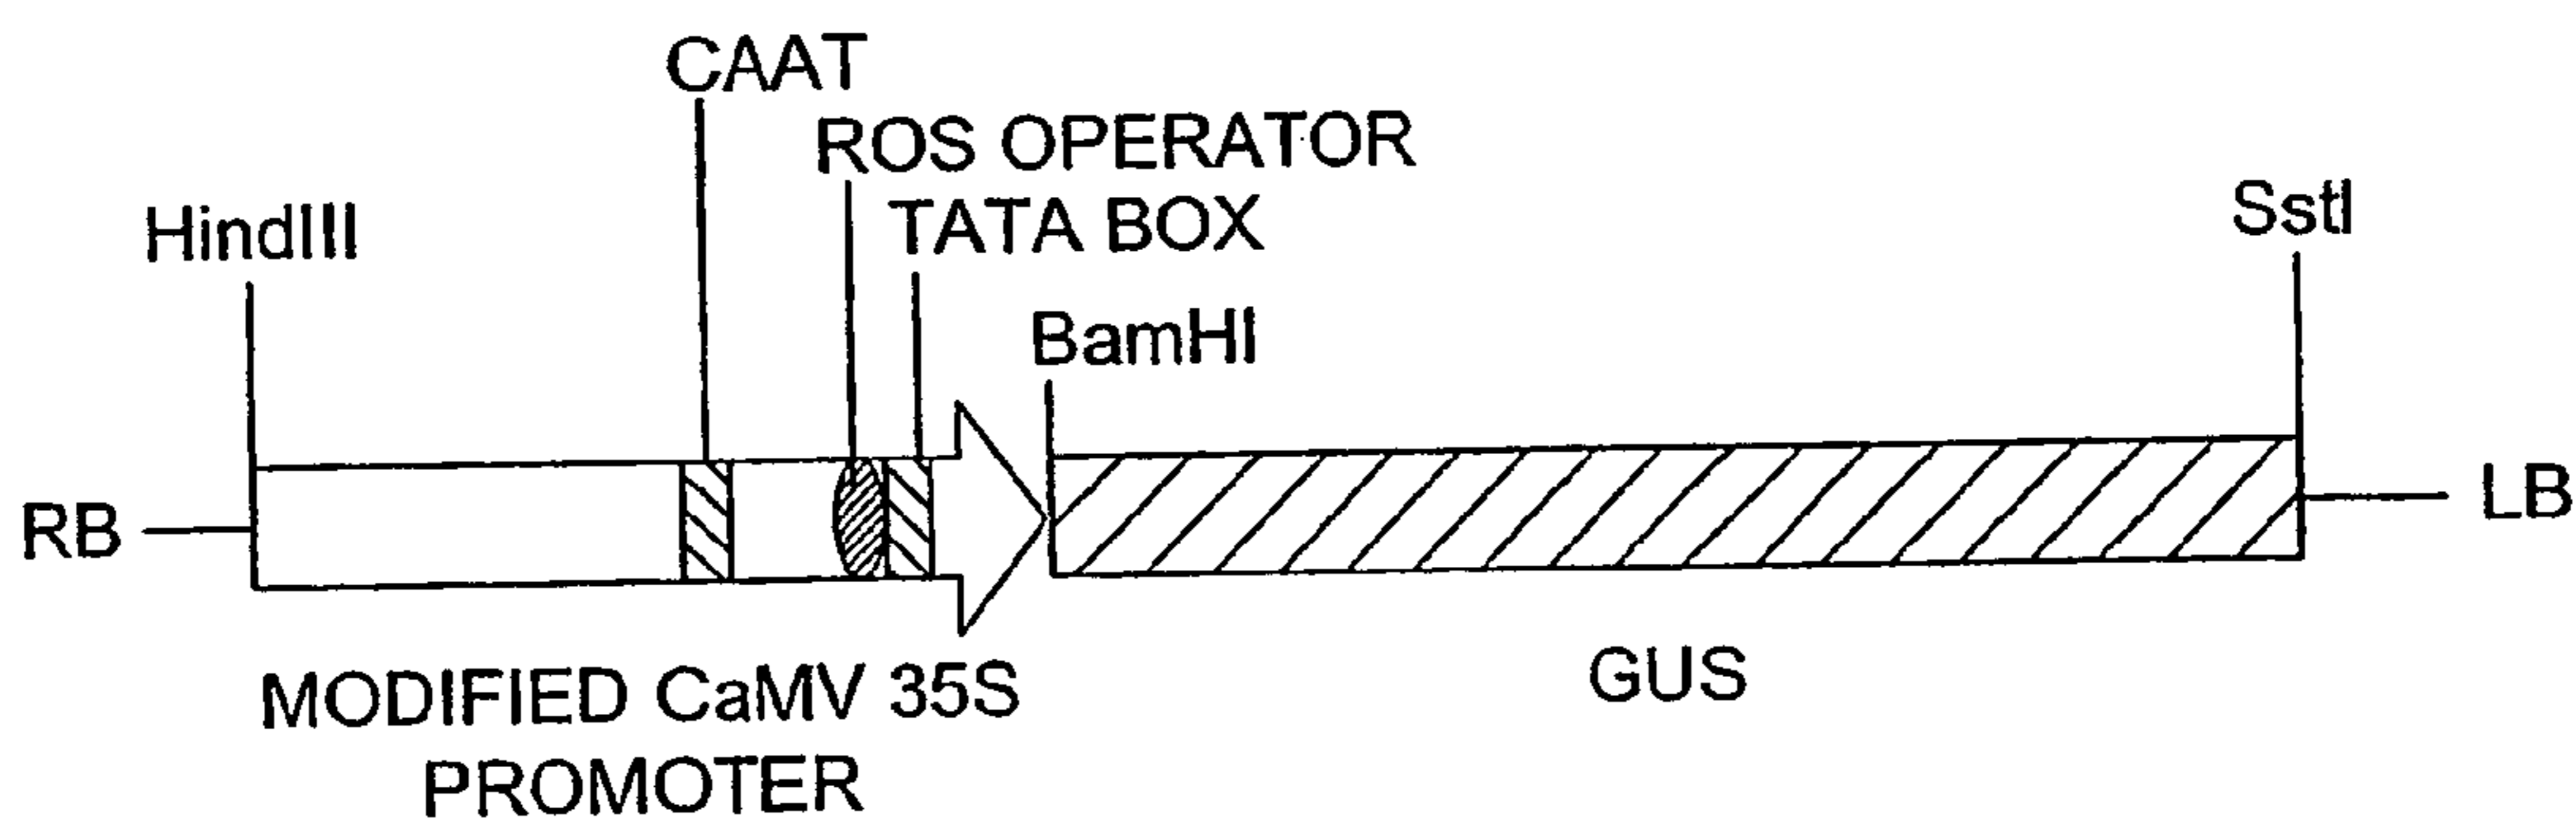 CAAT
ROS OPERATOR
TATA BOX
HindIII
SstI
BamHI
RB
LB
MODIFIED CaMV 35S
PROMOTER
GUS